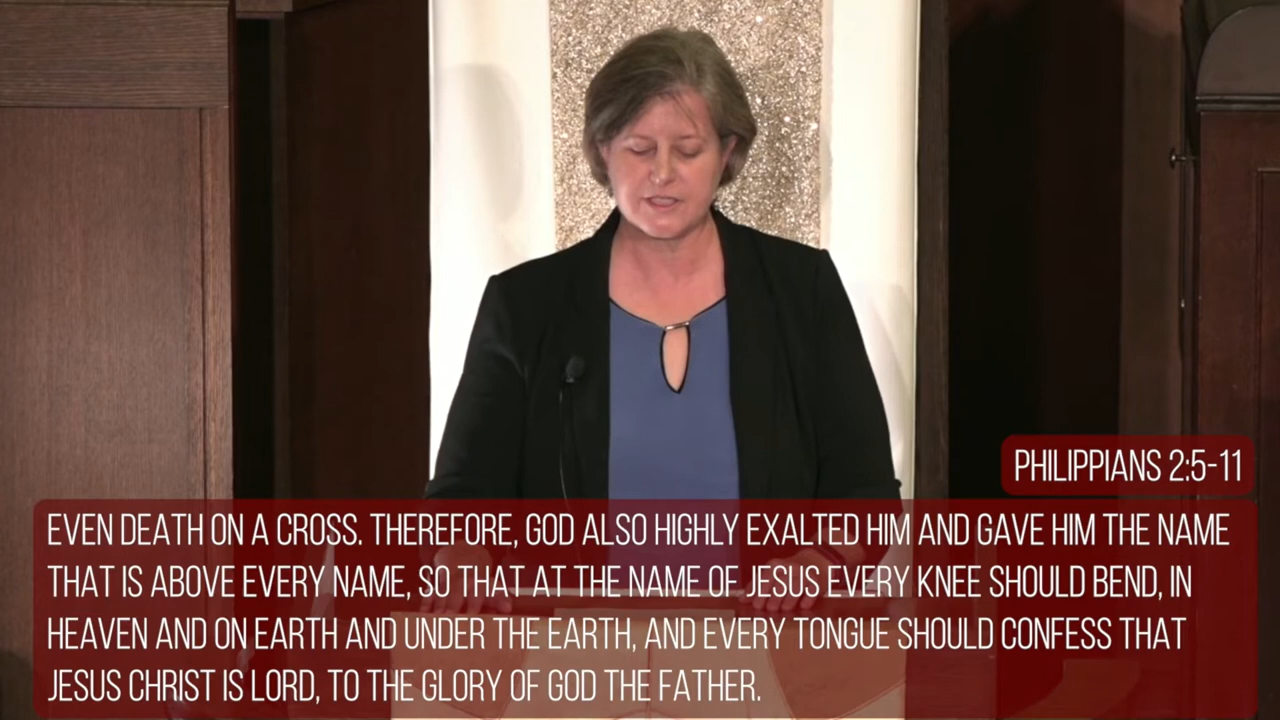 PHILIPPIANS 2:5-11
EVEN DEATH ON A CROSS. THEREFORE, GOD ALSO HIGHLY EXALTED HIM AND GAVE HIM THE NAME
THAT IS ABOVE EVERY NAME, SO THAT AT THE NAME OF JESUS EVERY KNEE SHOULD BEND, IN
HEAVEN AND ON EARTH AND UNDER THE EARTH, AND EVERY TONGUE SHOULD CONFESS THAT
JESUS CHRIST IS LORD, TO THE GLORY OF GOD THE FATHER.